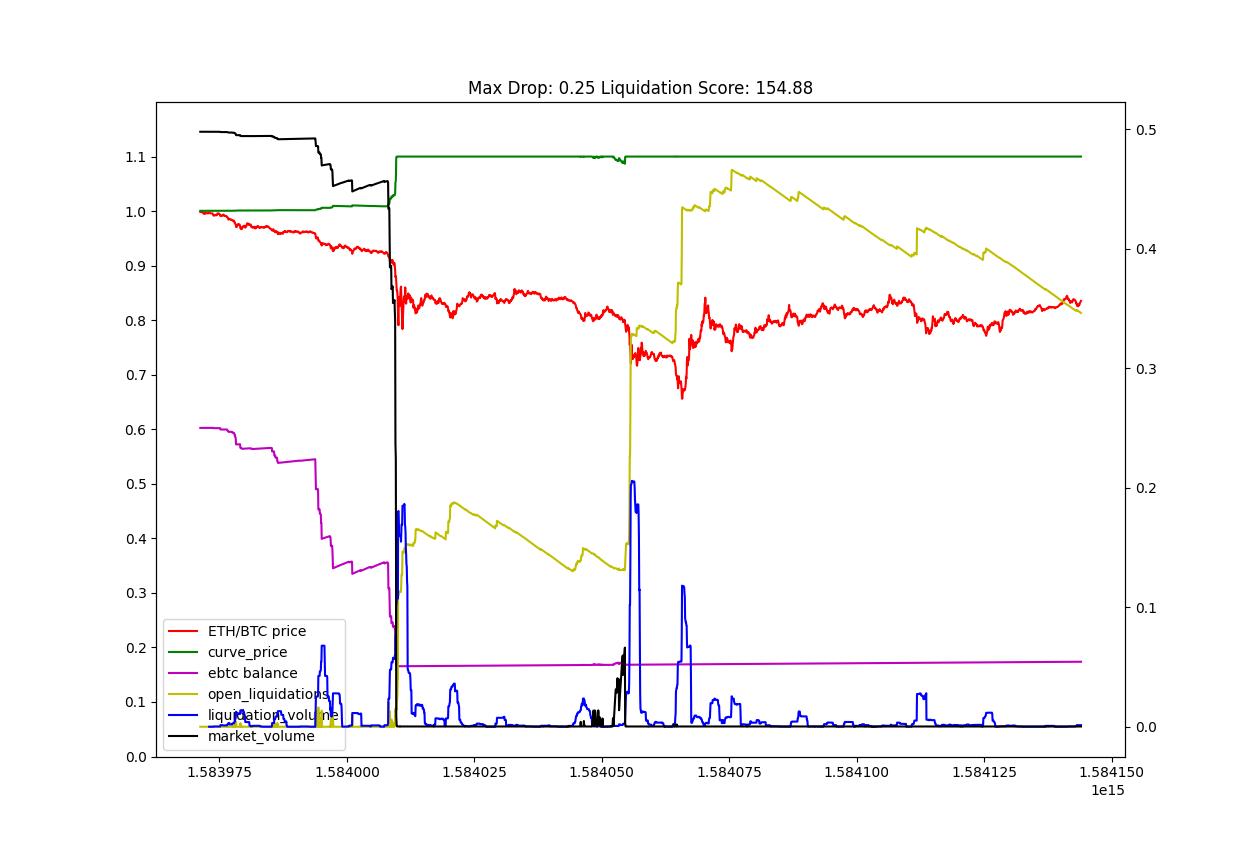 Max Drop: 0.25 Liquidation Score: 154.88
1.1
1.0
0.9
0.8
0.7
0.6
0.5
0.4
0.3
0.2
0.1
0.0
0.5
0.4
0.3
0.2
0.1
0.0
ETH/BTC price
curve_price
ebtc balance
open_liquidations
liquidation_volume
market_volume
1.583975 1.584000 1.584025 1.584050 1.584075 1.584100 1.584125 1.584150
1e15